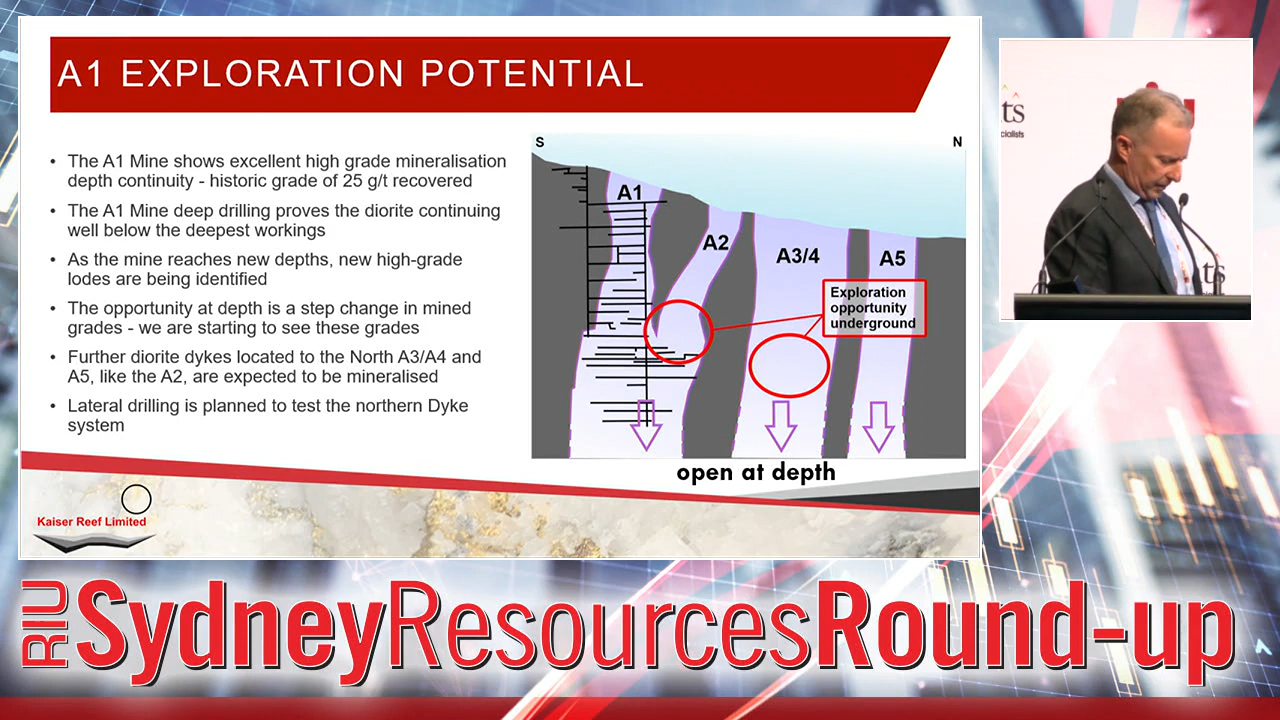 A1 EXPLORATION POTENTIAL
• The A1 Mine shows excellent high grade mineralisation
depth continuity - historic grade of 25 g/t recovered
• The A1 Mine deep drilling proves the diorite continuing
well below the deepest workings
• As the mine reaches new depths, new high-grade
lodes are being identified
• The opportunity at depth is a step change in mined
grades - we are starting to see these grades
• Further diorite dykes located to the North A3/A4 and
A5, like the A2, are expected to be mineralised
• Lateral drilling is planned to test the northern Dyke
system
S
N
A1
A2
A3/4
A5
Exploration
opportunity
underground
open at depth
Kaiser Reef Limited
ts
cialists
ts
RIU SydneyResourcesRound-up